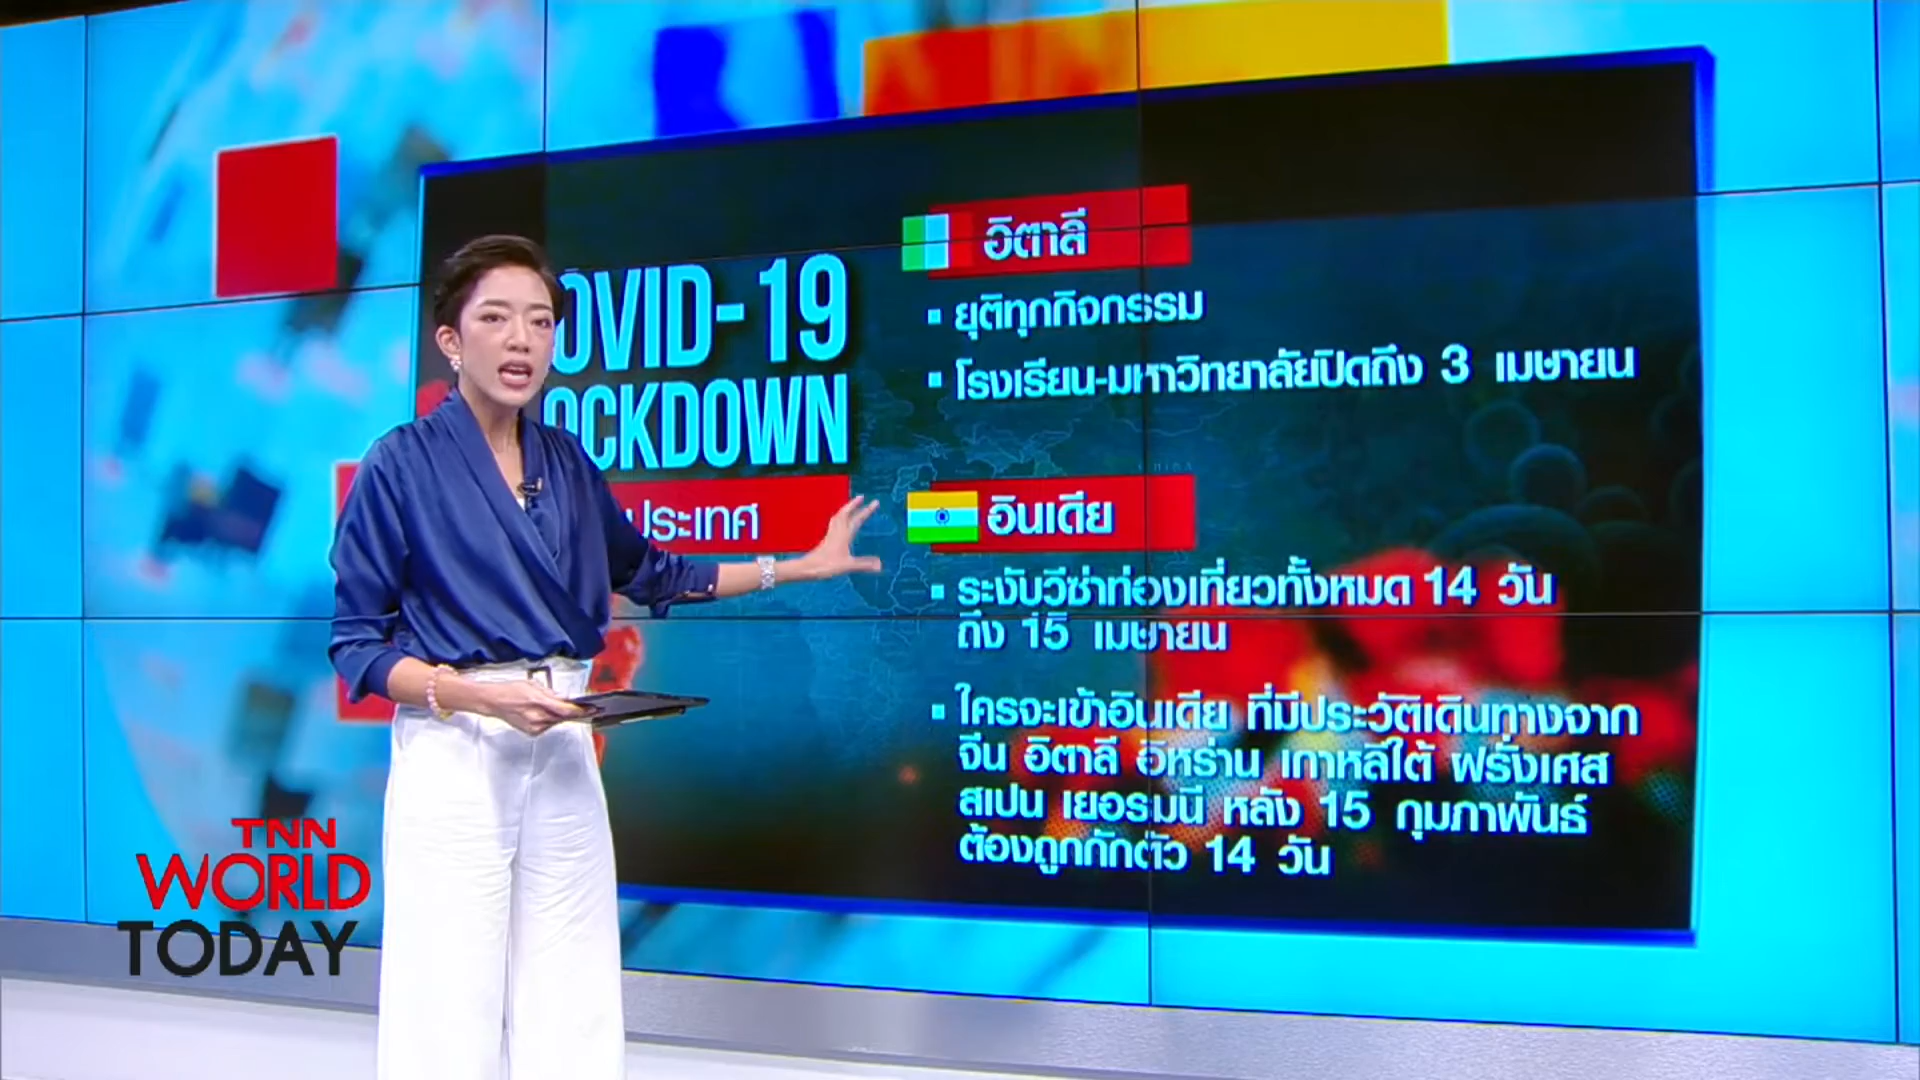 COVID-19
LOCKDOWN
ประเทศ
อิตาลี
▪ ยุติทุกกิจกรรม
▪ โรงเรียน-มหาวิทยาลัยปิดถึง 3 เมษายน
CHINA
อินเดีย
▪ ระงับวีซ่าท่องเที่ยวทั้งหมด 14 วัน
ถึง 15 เมษายน
▪ ใครจะเข้าอินเดีย ที่มีประวัติเดินทางจาก
จีน อิตาลี อิหร่าน เกาหลีใต้ ฝรั่งเศส
สเปน เยอรมนี หลัง 15 กุมภาพันธ์
ต้องถูกกักตัว 14 วัน
TNN
WORLD
TODAY